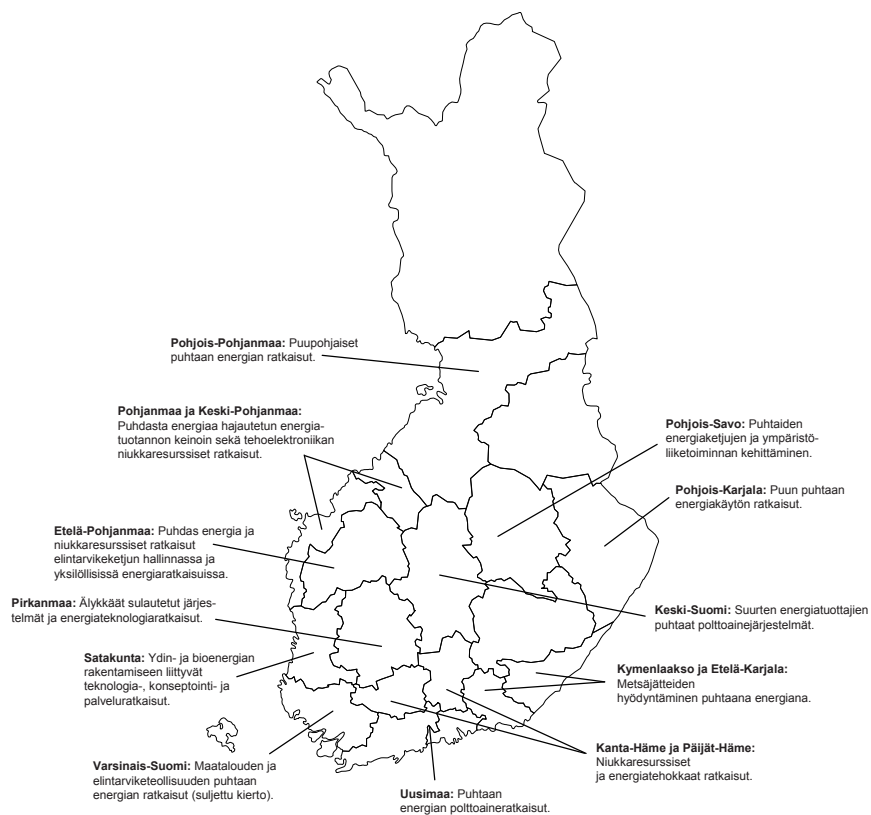 Pohjois-Pohjanmaa: Puupohjaiset
puhtaan energian ratkaisut.
Pohjanmaa ja Keski-Pohjanmaa:
Puhdasta energiaa hajautetun energia-
tuotannon keinoin sekä tehoelektroniikan
niukkaresurssiset ratkaisut.
Pohjois-Savo: Puhtaiden
energiaketjujen ja ympäristö-
liiketoiminnan kehittäminen.
Pohjois-Karjala: Puun puhtaan
energiakäytön ratkaisut.
Etelä-Pohjanmaa: Puhdas energia ja
niukkaresurssiset ratkaisut
elintarvikeketjun hallinnassa ja
yksilöllisissä energiaratkaisuissa.
Pirkanmaa: Älykkäät sulautetut järjes-
telmät ja energiateknologiaratkaisut.
Keski-Suomi: Suurten energiatuottajien
puhtaat polttoainejärjestelmät.
Satakunta: Ydin- ja bioenergian
rakentamiseen liittyvät
teknologia-, konseptointi- ja
palveluratkaisut.
Kymenlaakso ja Etelä-Karjala:
Metsäjätteiden
hyödyntäminen puhtaana energiana.
Kanta-Häme ja Päijät-Häme:
Niukkaresurssiset
ja energiatehokkaat ratkaisut.
Varsinais-Suomi: Maatalouden ja
elintarviketeollisuuden puhtaan
energian ratkaisut (suljettu kierto).
Uusimaa: Puhtaan
energian polttoaineratkaisut.